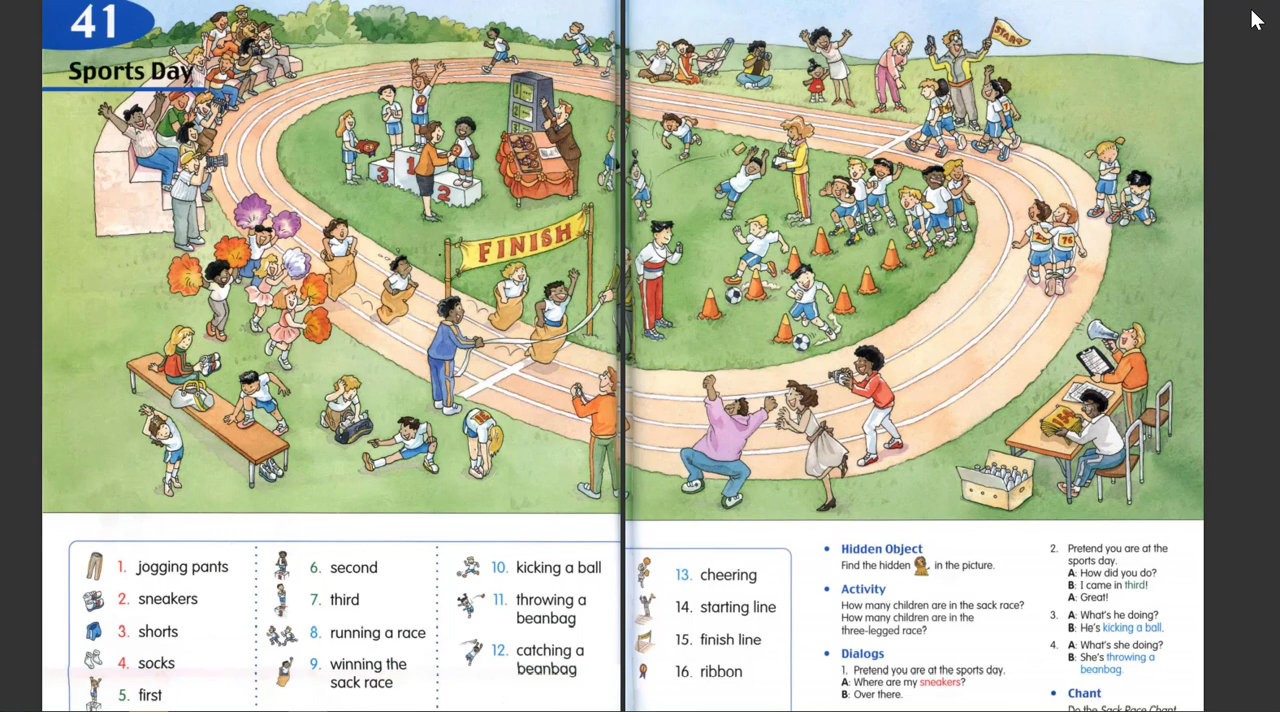 41
Sports Day
START
3
1
2
FINISH
76
1. jogging pants
2. sneakers
3. shorts
4. socks
5. first
6. second
7. third
8. running a race
9. winning the
sack race
10. kicking a ball
11. throwing a
beanbag
12. catching a
beanbag
13. cheering
14. starting line
15. finish line
16. ribbon
• Hidden Object
Find the hidden in the picture.
• Activity
How many children are in the sack race?
How many children are in the
three-legged race?
• Dialogs
1. Pretend you are at the sports day.
A: Where are my sneakers?
B: Over there.
2. Pretend you are at the
sports day.
A: How did you do?
B: I came in third!
A: Great!
3. A: What's he doing?
B: He's kicking a ball.
4. A: What's she doing?
B: She's throwing a
beanbag.
• Chant
Do the Sack Race Chant